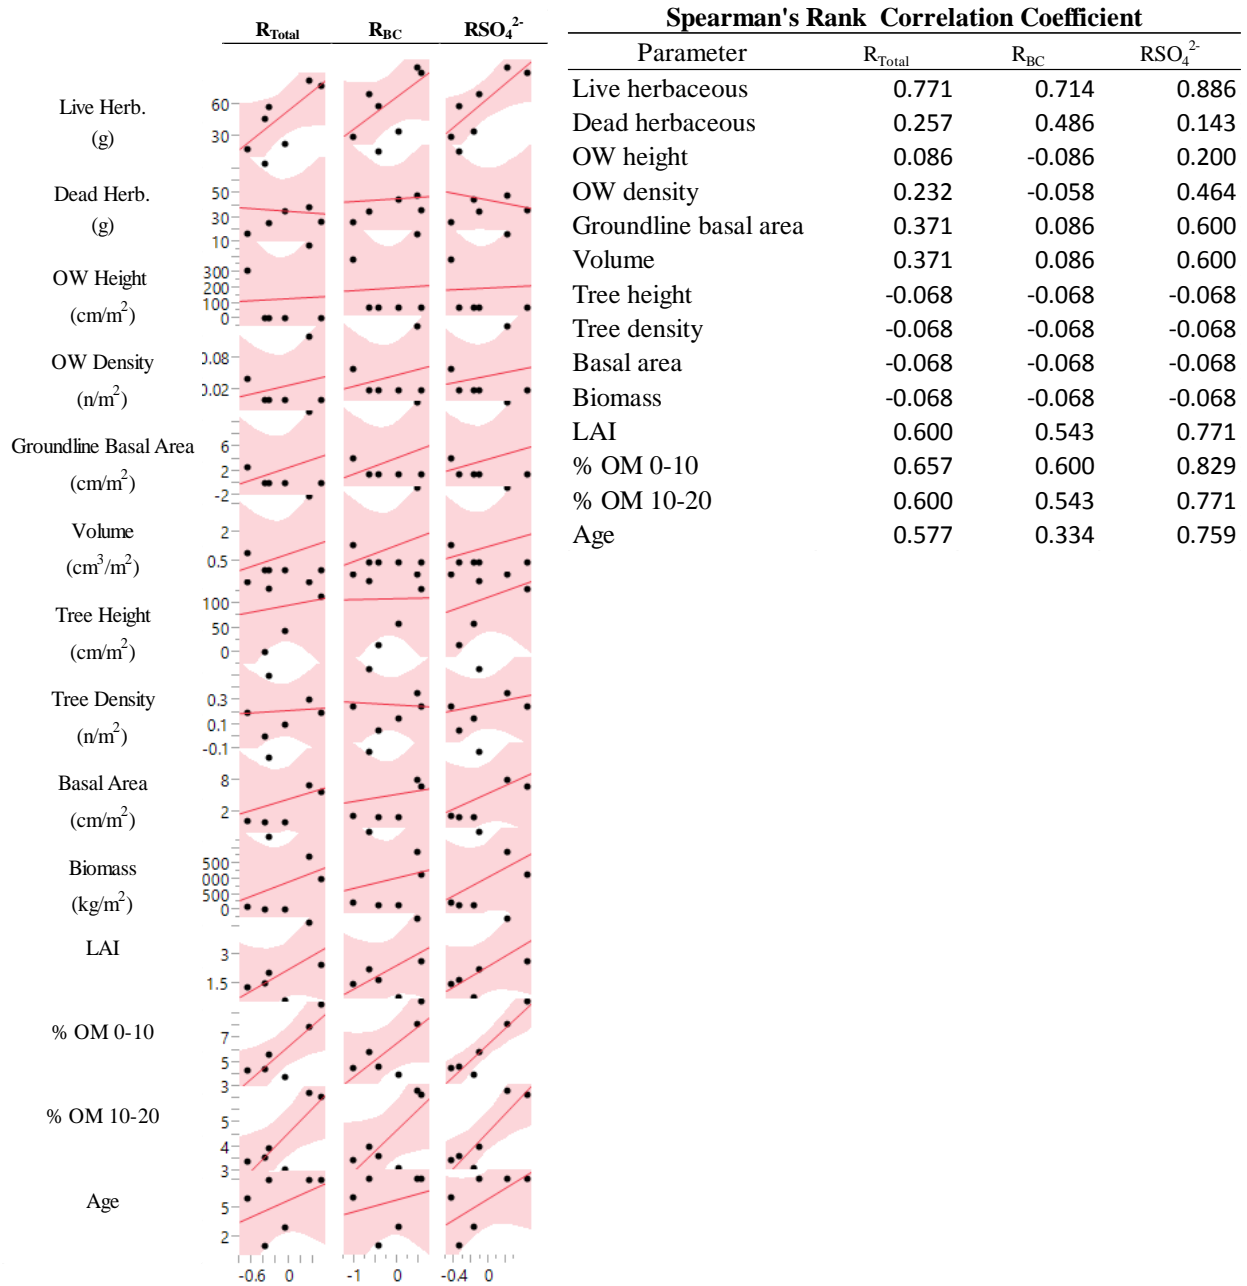 R_Total R_BC RSO₄²⁻
Live Herb.
(g)
60
30
Dead Herb.
(g)
50
30
10
OW Height
(cm/m²)
300
200
100
0
OW Density
(n/m²)
0.08
0.02
Groundline Basal Area
(cm/m²)
6
2
-2
Volume
(cm³/m²)
2
0.5
Tree Height
(cm/m²)
100
50
0
Tree Density
(n/m²)
0.3
0.1
-0.1
Basal Area
(cm/m²)
8
2
Biomass
(kg/m²)
500
000
500
0
LAI
3
1.5
% OM 0-10
7
5
3
% OM 10-20
5
4
3
Age
5
2
-0.6 0 -1 0 -0.4 0
Spearman's Rank Correlation Coefficient
Parameter R_Total R_BC RSO₄²⁻
Live herbaceous 0.771 0.714 0.886
Dead herbaceous 0.257 0.486 0.143
OW height 0.086 -0.086 0.200
OW density 0.232 -0.058 0.464
Groundline basal area 0.371 0.086 0.600
Volume 0.371 0.086 0.600
Tree height -0.068 -0.068 -0.068
Tree density -0.068 -0.068 -0.068
Basal area -0.068 -0.068 -0.068
Biomass -0.068 -0.068 -0.068
LAI 0.600 0.543 0.771
% OM 0-10 0.657 0.600 0.829
% OM 10-20 0.600 0.543 0.771
Age 0.577 0.334 0.759